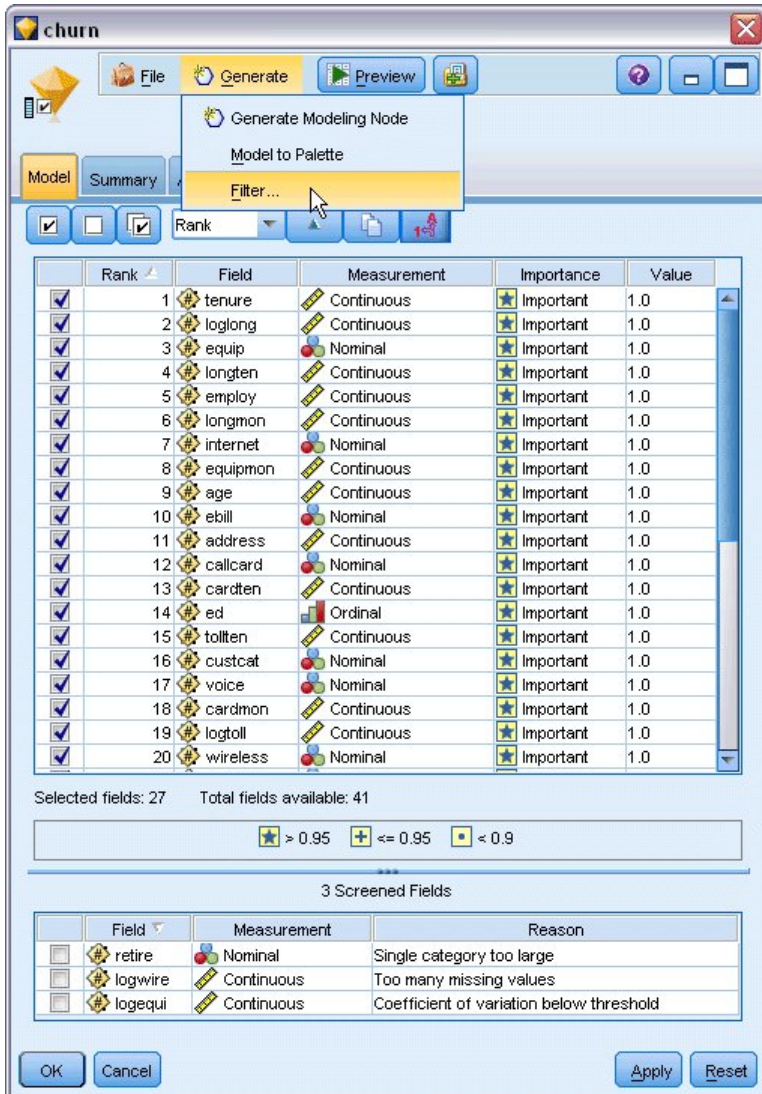 churn
File Generate Preview
Generate Modeling Node
Model to Palette
Filter...
Model Summary
Rank
Rank Field Measurement Importance Value
1 tenure Continuous Important 1.0
2 loglong Continuous Important 1.0
3 equip Nominal Important 1.0
4 longten Continuous Important 1.0
5 employ Continuous Important 1.0
6 longmon Continuous Important 1.0
7 internet Nominal Important 1.0
8 equipmon Continuous Important 1.0
9 age Continuous Important 1.0
10 ebill Nominal Important 1.0
11 address Continuous Important 1.0
12 callcard Nominal Important 1.0
13 cardten Continuous Important 1.0
14 ed Ordinal Important 1.0
15 tollten Continuous Important 1.0
16 custcat Nominal Important 1.0
17 voice Nominal Important 1.0
18 cardmon Continuous Important 1.0
19 logtoll Continuous Important 1.0
20 wireless Nominal Important 1.0
Selected fields: 27 Total fields available: 41
> 0.95 <= 0.95 < 0.9
3 Screened Fields
Field Measurement Reason
retire Nominal Single category too large
logwire Continuous Too many missing values
logequi Continuous Coefficient of variation below threshold
OK Cancel Apply Reset